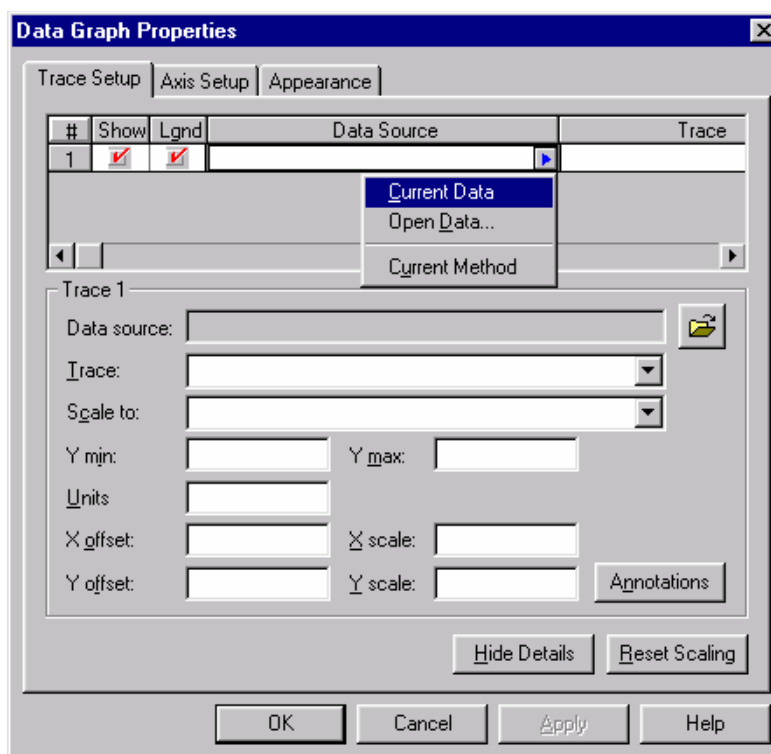 Data Graph Properties
Trace Setup Axis Setup Appearance
# Show Lgnd Data Source Trace
1
Current Data
Open Data...
Current Method
Trace 1
Data source:
Trace:
Scale to:
Y min: Y max:
Units
X offset: X scale:
Y offset: Y scale: Annotations
Hide Details Reset Scaling
OK Cancel Apply Help